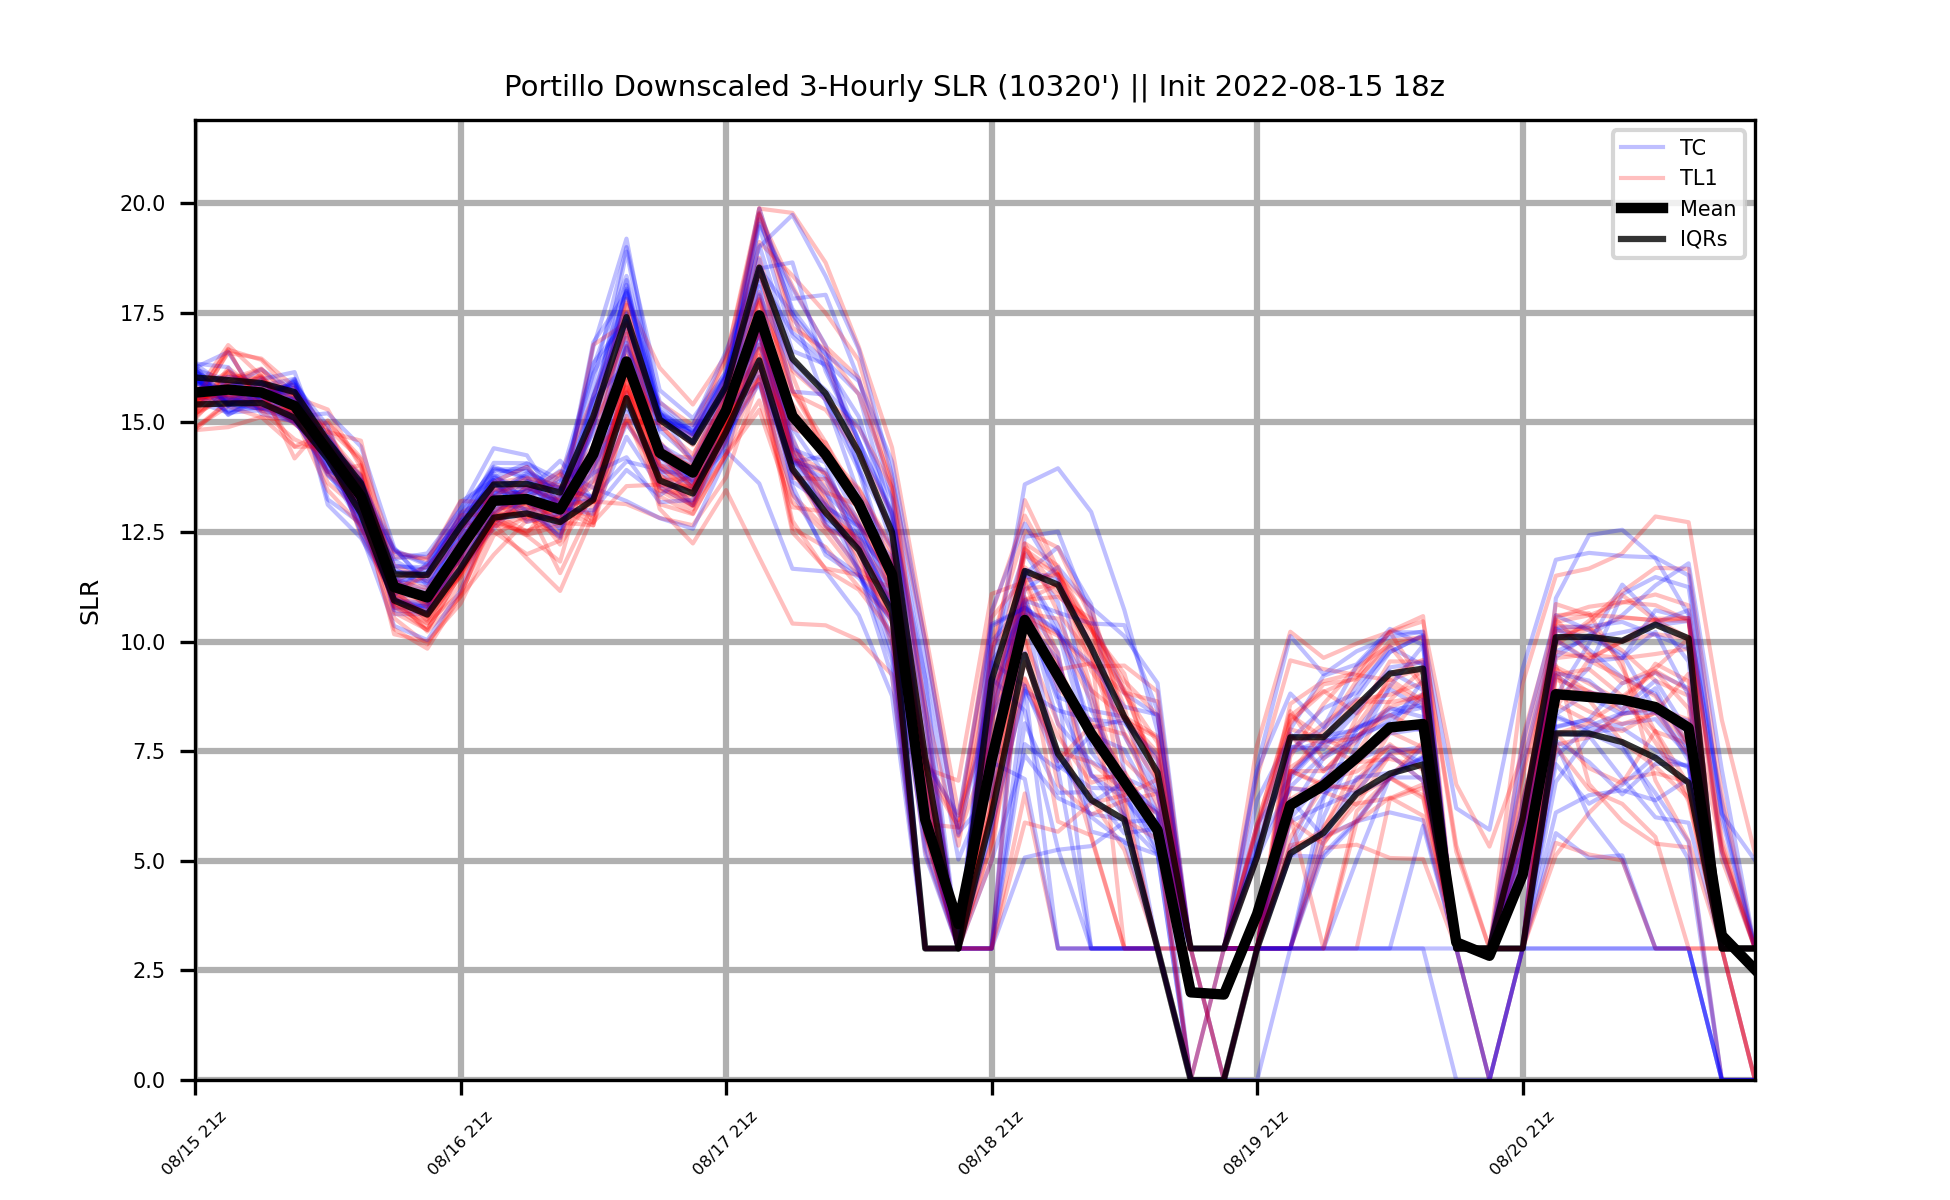 Portillo Downscaled 3-Hourly SLR (10320') || Init 2022-08-15 18z
TC
TL1
Mean
IQRs
SLR
20.0
17.5
15.0
12.5
10.0
7.5
5.0
2.5
0.0
08/15 21z
08/16 21z
08/17 21z
08/18 21z
08/19 21z
08/20 21z